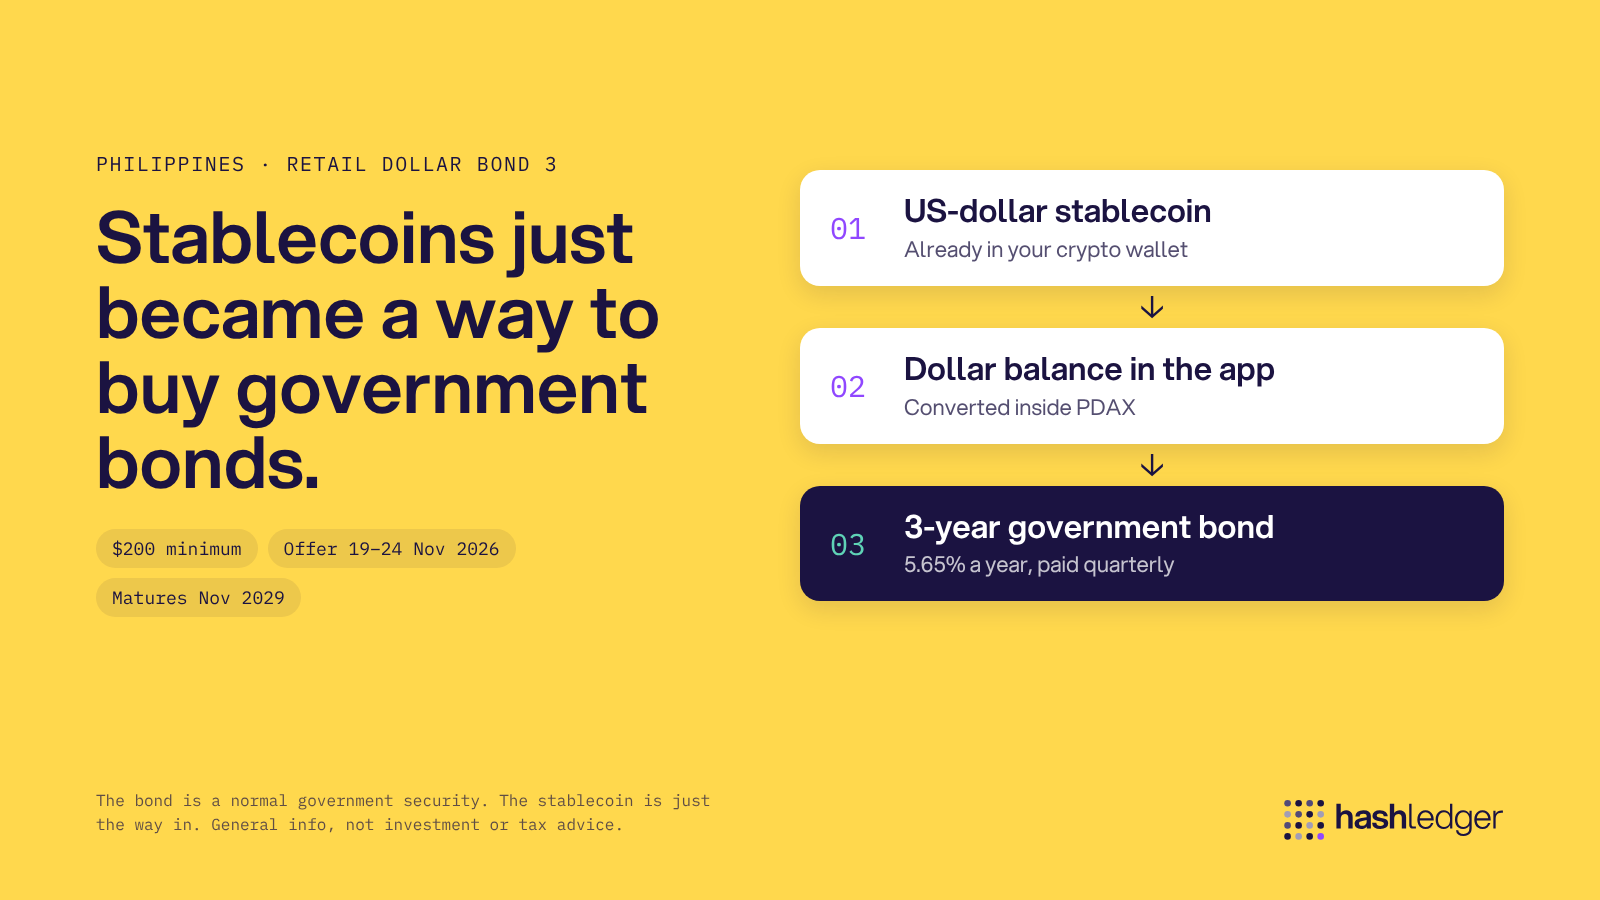 PHILIPPINES · RETAIL DOLLAR BOND 3
Stablecoins just
became a way to
buy government
bonds.
$200 minimum
Offer 19–24 Nov 2026
Matures Nov 2029
01
US-dollar stablecoin
Already in your crypto wallet
↓
02
Dollar balance in the app
Converted inside PDAX
↓
03
3-year government bond
5.65% a year, paid quarterly
The bond is a normal government security. The stablecoin is just
the way in. General info, not investment or tax advice.
hashledger